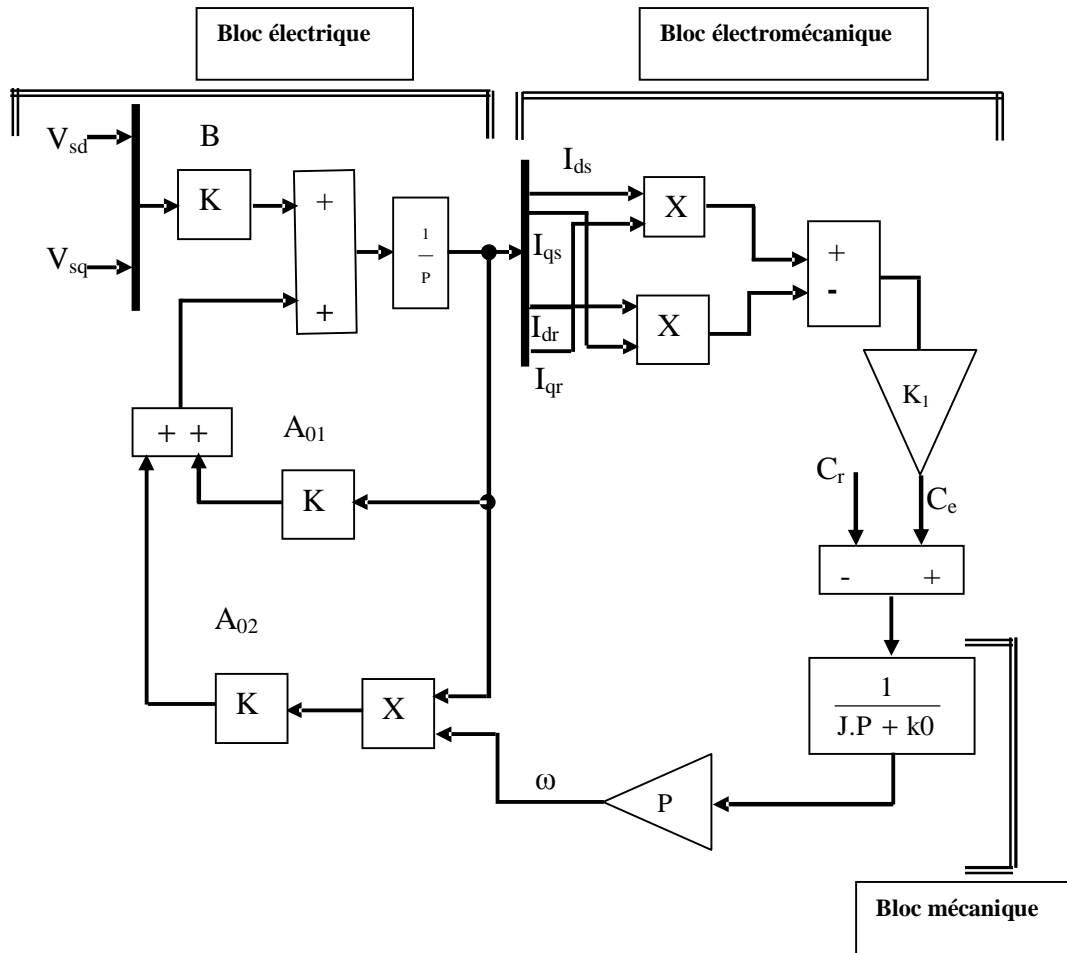 Bloc électrique
Bloc électromécanique
V_sd
B
K
+
+
1
P
V_sq
I_ds
X
I_qs
I_dr
X
I_qr
+
-
K_1
+ +
A_01
K
C_r
C_e
- +
A_02
K
X
1
J.P + k0
ω
P
Bloc mécanique